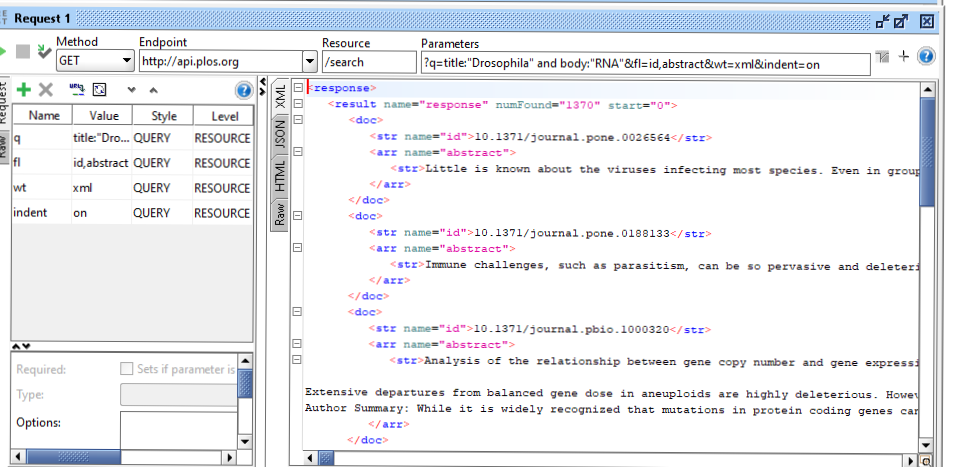 Request 1
Method
Endpoint
Resource
Parameters
GET
http://api.plos.org
/search
?q=title:"Drosophila" and body:"RNA"&fl=id,abstract&wt=xml&indent=on
Request
Raw
Name Value Style Level
q title:"Dro... QUERY RESOURCE
fl id,abstract QUERY RESOURCE
wt xml QUERY RESOURCE
indent on QUERY RESOURCE
Required: Sets if parameter is
Type:
Options:
XML
JSON
HTML
Raw
<response>
<result name="response" numFound="1370" start="0">
<doc>
<str name="id">10.1371/journal.pone.0026564</str>
<arr name="abstract">
<str>Little is known about the viruses infecting most species. Even in group
</arr>
</doc>
<doc>
<str name="id">10.1371/journal.pone.0188133</str>
<arr name="abstract">
<str>Immune challenges, such as parasitism, can be so pervasive and deleteri
</arr>
</doc>
<doc>
<str name="id">10.1371/journal.pbio.1000320</str>
<arr name="abstract">
<str>Analysis of the relationship between gene copy number and gene expressi
Extensive departures from balanced gene dose in aneuploids are highly deleterious. Howev
Author Summary: While it is widely recognized that mutations in protein coding genes can
</arr>
</doc>